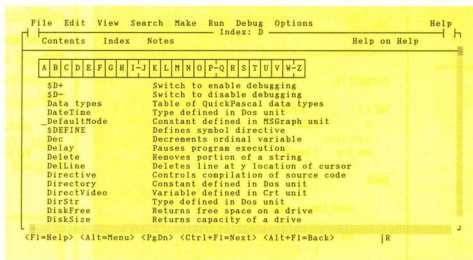 File Edit View Search Make Run Debug Options Help
Index: D
Contents Index Notes Help on Help
A B C D E F G H I-J K L M N O P-Q R S T U V W-Z
$D+ Switch to enable debugging
$D- Switch to disable debugging
Data types Table of QuickPascal data types
DateTime Type defined in Dos unit
_DefaultMode Constant defined in MSGraph unit
$DEFINE Defines symbol directive
Dec Decrements ordinal variable
Delay Pauses program execution
Delete Removes portion of a string
DelLine Deletes line at y location of cursor
Directive Controls compilation of source code
Directory Constant defined in Dos unit
DirectVideo Variable defined in Crt unit
DirStr Type defined in Dos unit
DiskFree Returns free space on a drive
DiskSize Returns capacity of a drive
<F1=Help> <Alt=Menu> <PgDn> <Ctrl+F1=Next> <Alt+F1=Back> |R